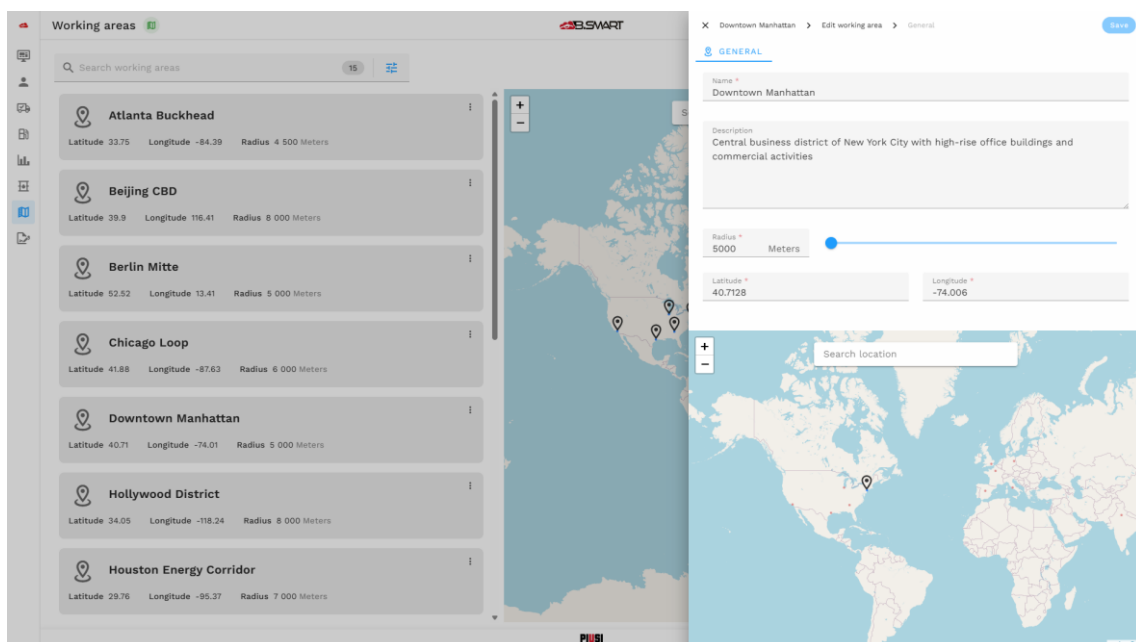 Working areas
B.SMART
Search working areas
15
Atlanta Buckhead
Latitude 33.75 Longitude -84.39 Radius 4 500 Meters
Beijing CBD
Latitude 39.9 Longitude 116.41 Radius 8 000 Meters
Berlin Mitte
Latitude 52.52 Longitude 13.41 Radius 5 000 Meters
Chicago Loop
Latitude 41.88 Longitude -87.63 Radius 6 000 Meters
Downtown Manhattan
Latitude 40.71 Longitude -74.01 Radius 5 000 Meters
Hollywood District
Latitude 34.05 Longitude -118.24 Radius 8 000 Meters
Houston Energy Corridor
Latitude 29.76 Longitude -95.37 Radius 7 000 Meters
+
−
S
PIUSI
Downtown Manhattan > Edit working area > General
Save
GENERAL
Name *
Downtown Manhattan
Description
Central business district of New York City with high-rise office buildings and
commercial activities
Radius *
5000 Meters
Latitude *
40.7128
Longitude *
-74.006
+
−
Search location